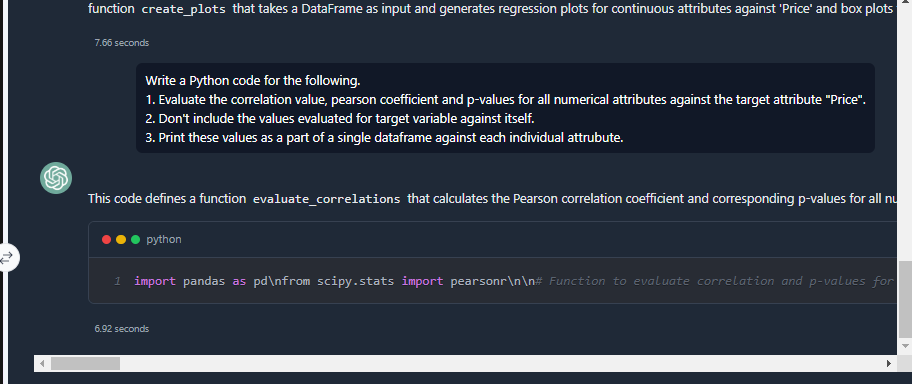 function create_plots that takes a DataFrame as input and generates regression plots for continuous attributes against 'Price' and box plots
7.66 seconds
Write a Python code for the following.
1. Evaluate the correlation value, pearson coefficient and p-values for all numerical attributes against the target attribute "Price".
2. Don't include the values evaluated for target variable against itself.
3. Print these values as a part of a single dataframe against each individual attrubute.
This code defines a function evaluate_correlations that calculates the Pearson correlation coefficient and corresponding p-values for all nu
python
1 import pandas as pd\nfrom scipy.stats import pearsonr\n\n# Function to evaluate correlation and p-values for
6.92 seconds